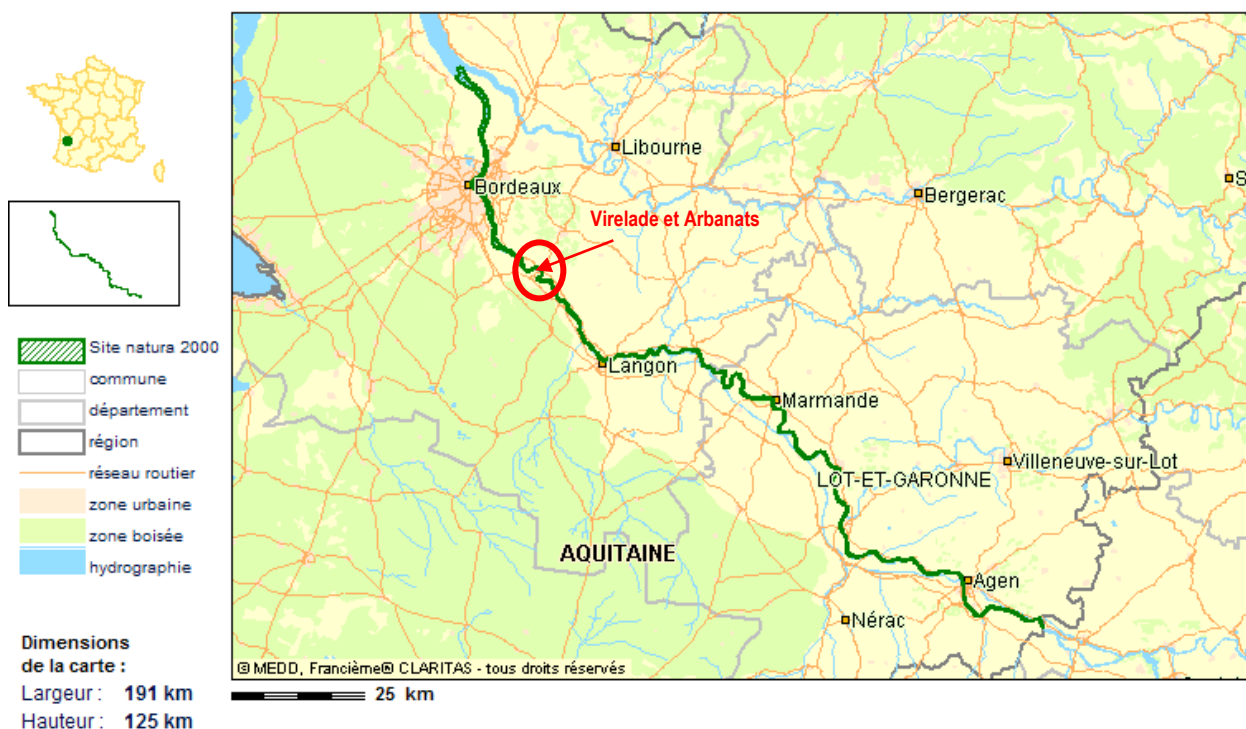 Libourne
Bordeaux
Bergerac
S
Virelade et Arbanats
Site natura 2000
commune
département
région
réseau routier
zone urbaine
zone boisée
hydrographie
Langon
Marmande
Villeneuve-sur-Lot
LOT-ET-GARONNE
AQUITAINE
Agen
Nérac
Dimensions
de la carte :
Largeur : 191 km
Hauteur : 125 km
© MEDD, Francième® CLARITAS - tous droits réservés
25 km